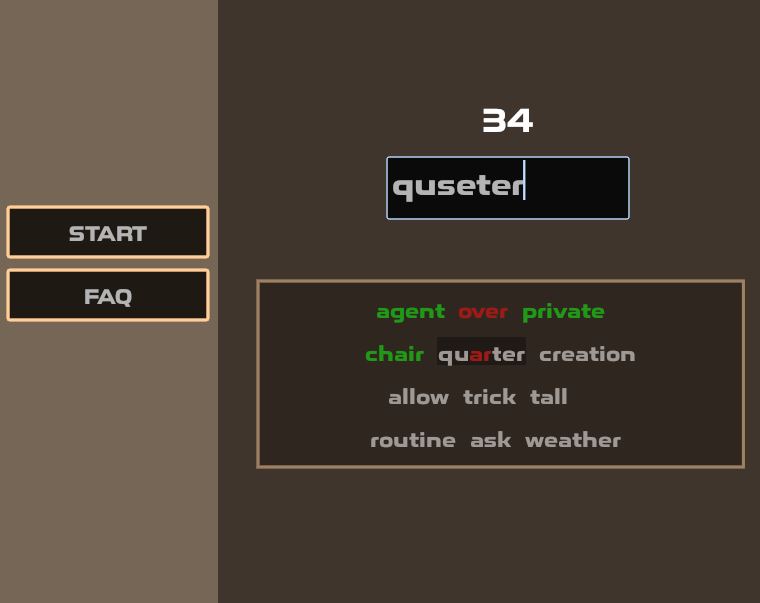 34
quseter
START
FAQ
agent over private
chair quarter creation
allow trick tall
routine ask weather